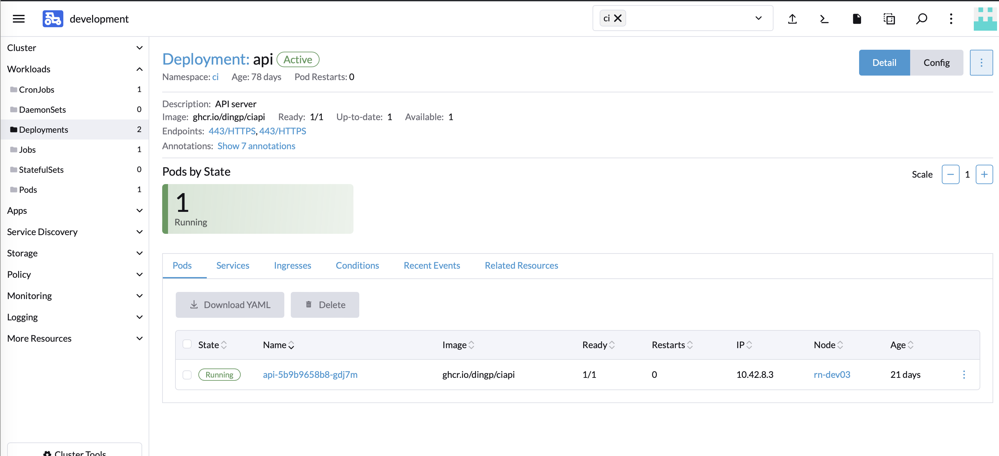 development
ci
Cluster
Workloads
CronJobs 1
DaemonSets 0
Deployments 2
Jobs 1
StatefulSets 0
Pods 1
Apps
Service Discovery
Storage
Policy
Monitoring
Logging
More Resources
Cluster Tools
Deployment: api Active
Detail Config
Namespace: ci Age: 78 days Pod Restarts: 0
Description: API server
Image: ghcr.io/dingp/ciapi Ready: 1/1 Up-to-date: 1 Available: 1
Endpoints: 443/HTTPS, 443/HTTPS
Annotations: Show 7 annotations
Pods by State
Scale 1
1
Running
Pods Services Ingresses Conditions Recent Events Related Resources
Download YAML Delete
State Name Image Ready Restarts IP Node Age
Running api-5b9b9658b8-gdj7m ghcr.io/dingp/ciapi 1/1 0 10.42.8.3 rn-dev03 21 days